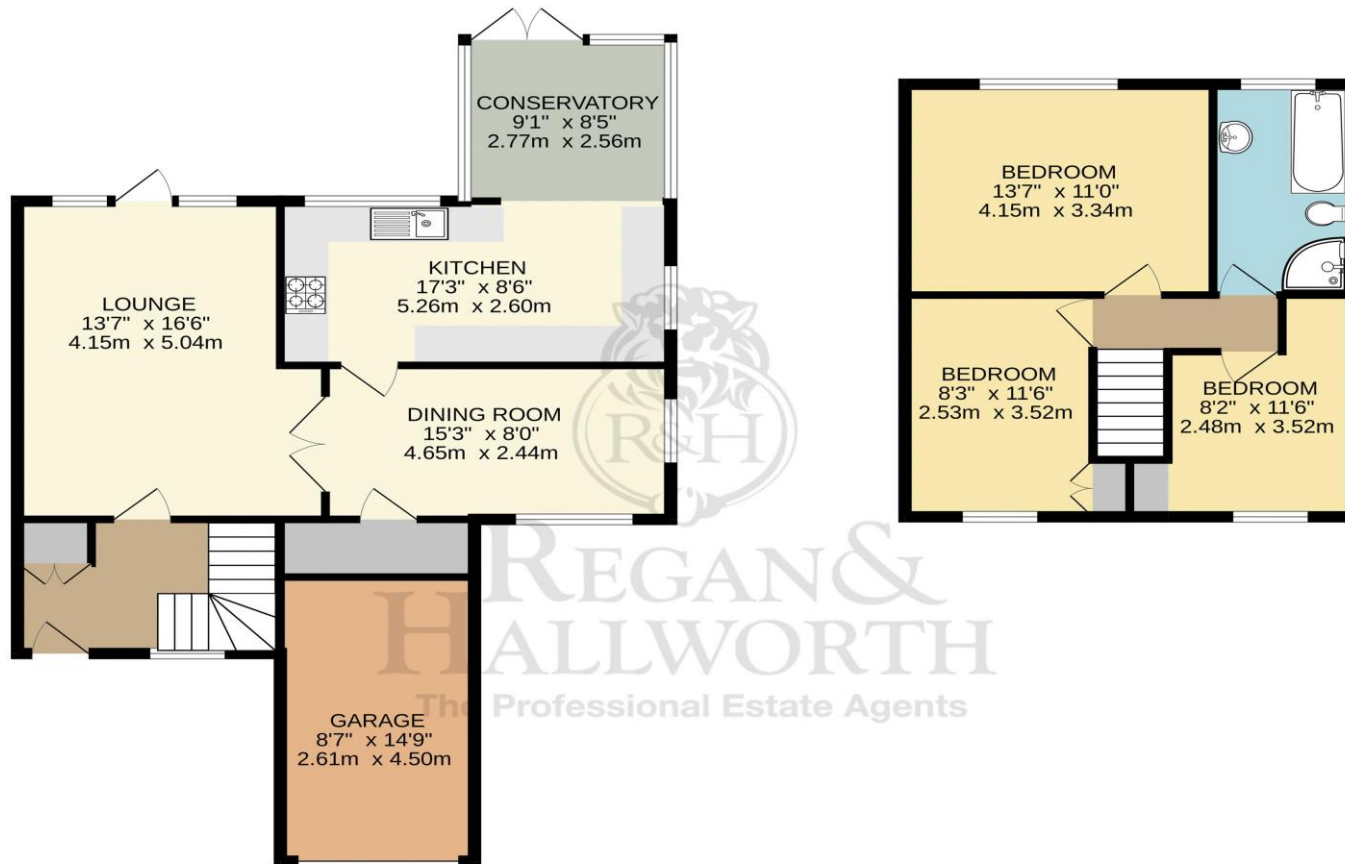 CONSERVATORY
9'1" x 8'5"
2.77m x 2.56m
LOUNGE
13'7" x 16'6"
4.15m x 5.04m
KITCHEN
17'3" x 8'6"
5.26m x 2.60m
DINING ROOM
15'3" x 8'0"
4.65m x 2.44m
GARAGE
8'7" x 14'9"
2.61m x 4.50m
BEDROOM
13'7" x 11'0"
4.15m x 3.34m
BEDROOM
8'3" x 11'6"
2.53m x 3.52m
BEDROOM
8'2" x 11'6"
2.48m x 3.52m
R&H
REGAN &
HALLWORTH
The Professional Estate Agents